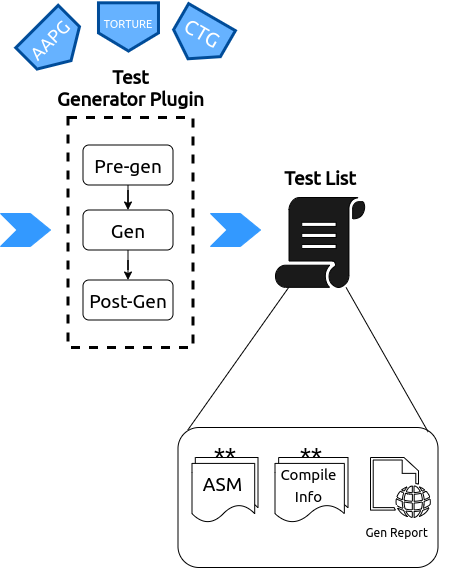 AAPG
TORTURE
CTG
Test
Generator Plugin
Pre-gen
Gen
Post-Gen
Test List
**
ASM
**
Compile
Info
Gen Report